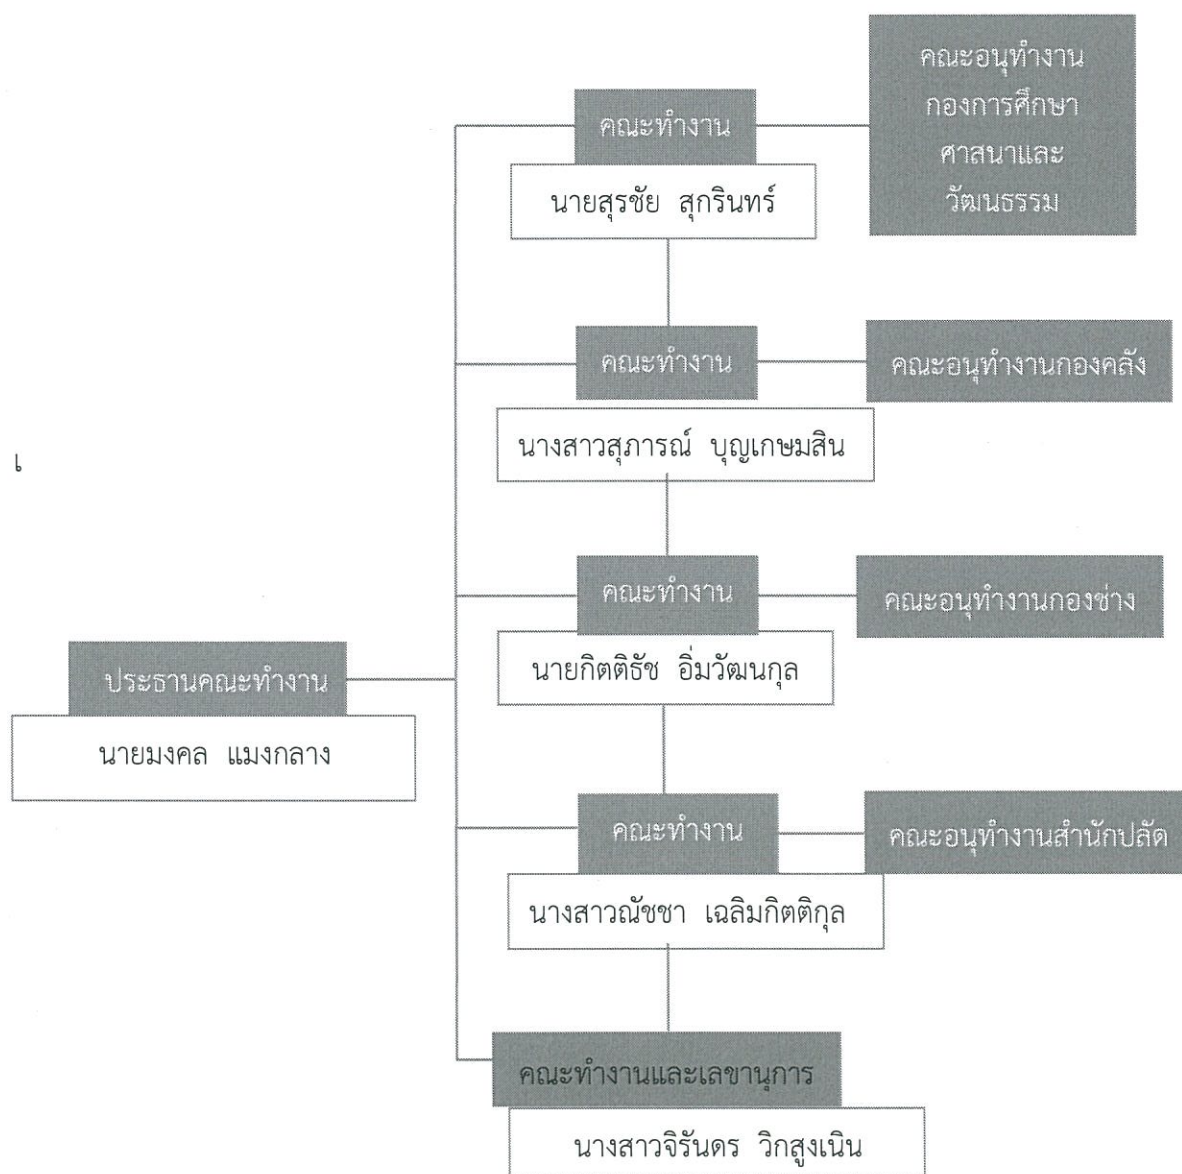 คณะทำงาน
นายสุรชัย สุกรินทร์
คณะอนุทำงาน
กองการศึกษา
ศาสนาและ
วัฒนธรรม
คณะทำงาน
นางสาวสุภารณ์ บุญเกษมสิน
คณะอนุทำงานกองคลัง
เ
คณะทำงาน
นายกิตติธัช อิ่มวัฒนกุล
คณะอนุทำงานกองช่าง
ประธานคณะทำงาน
นายมงคล แมงกลาง
คณะทำงาน
นางสาวณัชชา เฉลิมกิตติกุล
คณะอนุทำงานสำนักปลัด
คณะทำงานและเลขานุการ
นางสาวจิรันดร วิกสูงเนิน